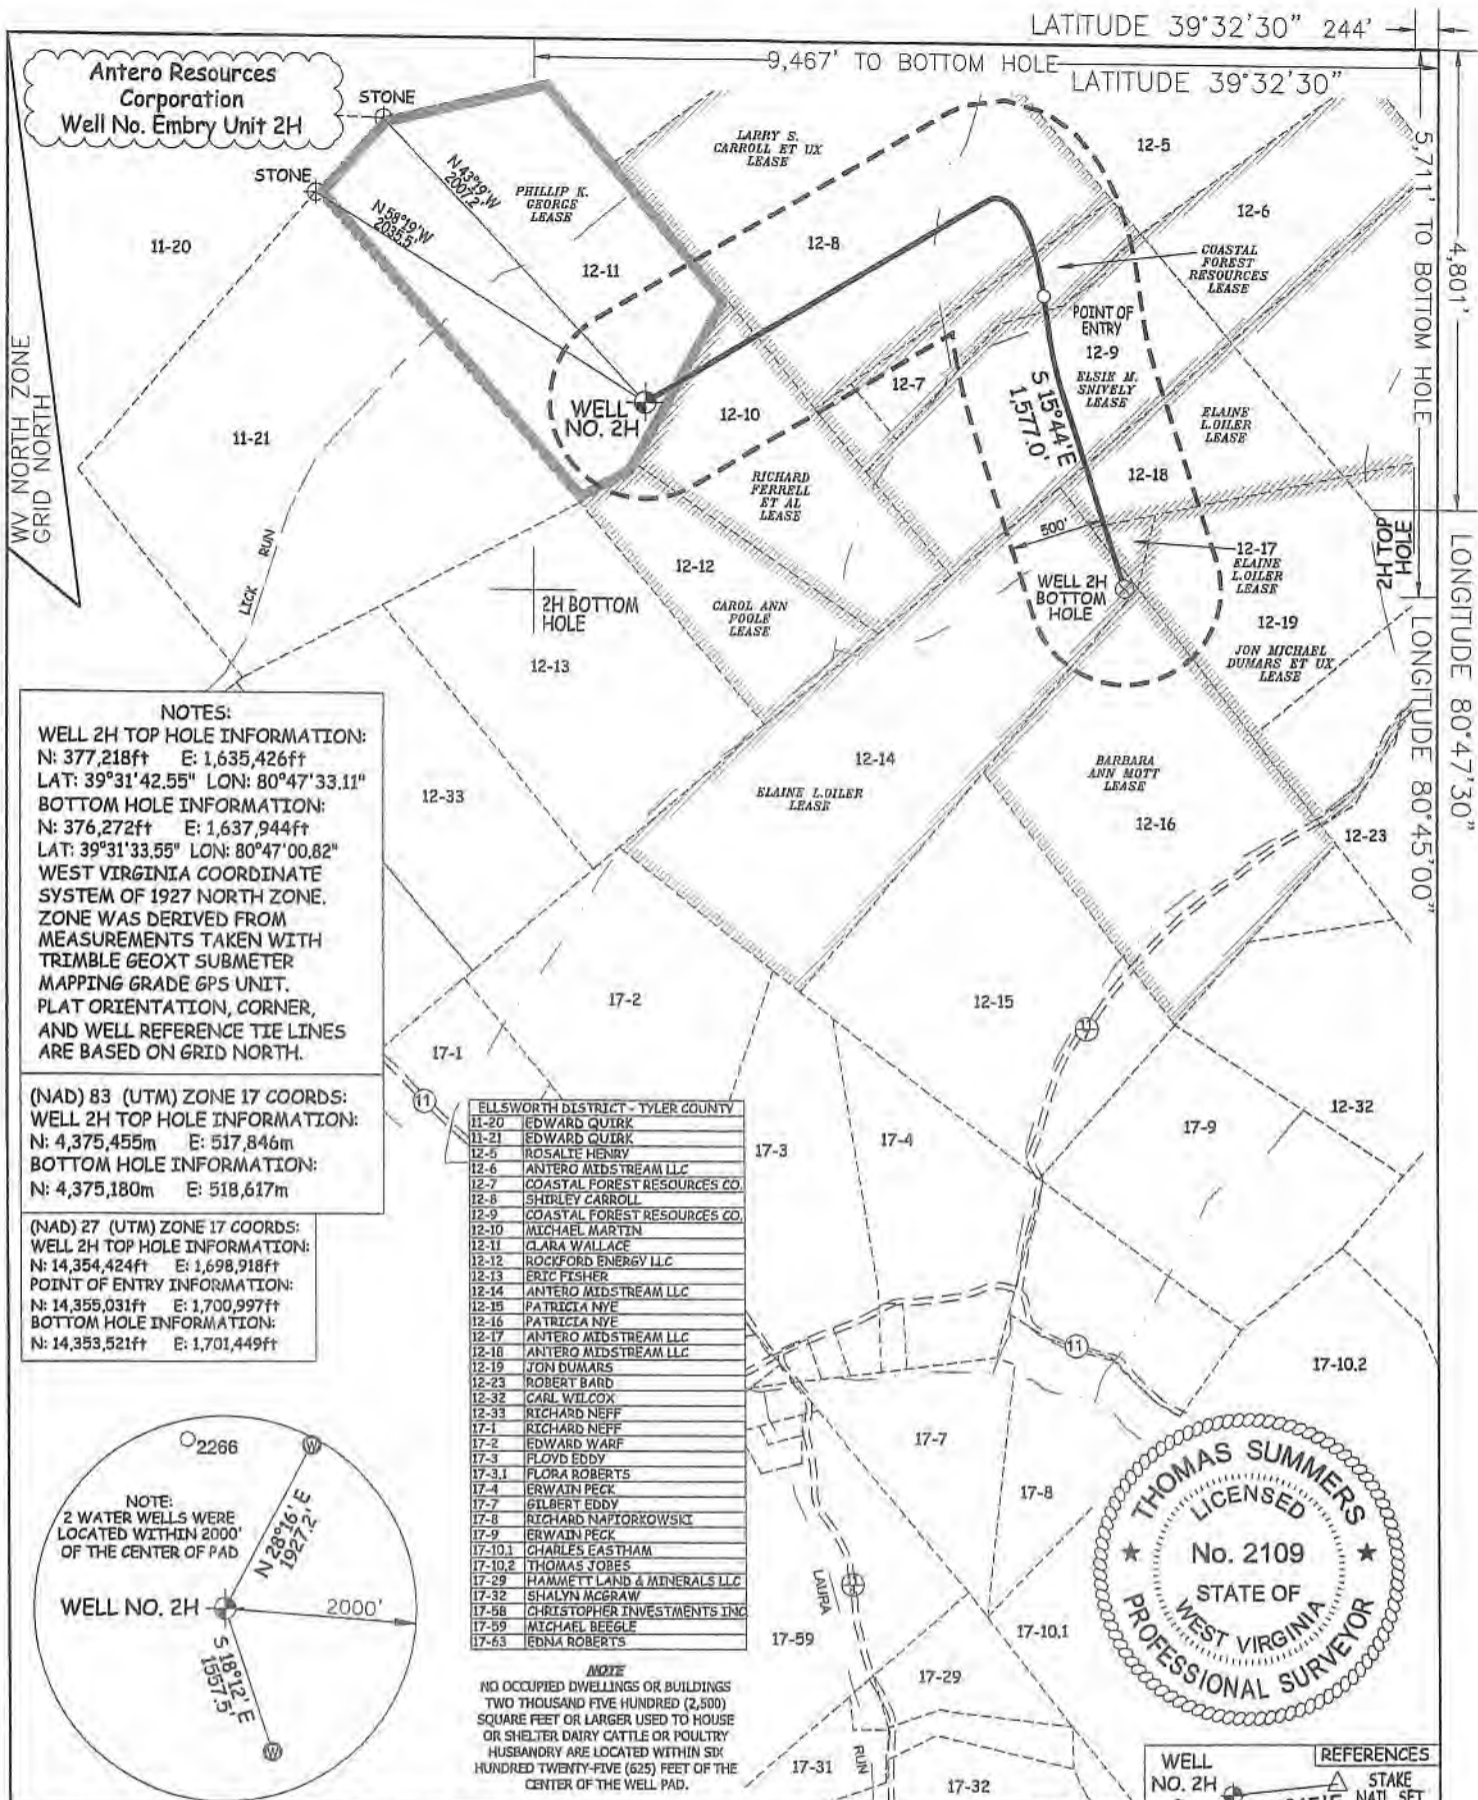 LATITUDE 39°32'30" 244'
9,467' TO BOTTOM HOLE
LATITUDE 39°32'30"
Antero Resources
Corporation
Well No. Embry Unit 2H
STONE
STONE
N 43°19' W
2007.2'
N 58°19' W
2035.5'
PHILLIP K.
GEORGE
LEASE
LARRY S.
CARROLL ET UX
LEASE
12-5
12-6
12-8
11-20
12-11
COASTAL
FOREST
RESOURCES
LEASE
POINT OF
ENTRY
12-9
ELSIE M.
SNIVELY
LEASE
5,711' TO BOTTOM HOLE
4,801'
WV NORTH ZONE
GRID NORTH
11-21
WELL
NO. 2H
12-10
12-7
S 15°44' E
1,577.0'
ELAINE
L.OILER
LEASE
12-18
RICHARD
FERRELL
ET AL
LEASE
500'
12-17
ELAINE
L.OILER
LEASE
2H TOP
HOLE
LICK RUN
12-12
2H BOTTOM
HOLE
CAROL ANN
POOLE
LEASE
WELL 2H
BOTTOM
HOLE
12-19
JON MICHAEL
DUMARS ET UX
LEASE
12-13
LONGITUDE 80°47'30"
LONGITUDE 80°45'00"
NOTES:
WELL 2H TOP HOLE INFORMATION:
N: 377,218ft E: 1,635,426ft
LAT: 39°31'42.55" LON: 80°47'33.11"
BOTTOM HOLE INFORMATION:
N: 376,272ft E: 1,637,944ft
LAT: 39°31'33.55" LON: 80°47'00.82"
WEST VIRGINIA COORDINATE
SYSTEM OF 1927 NORTH ZONE.
ZONE WAS DERIVED FROM
MEASUREMENTS TAKEN WITH
TRIMBLE GEOXT SUBMETER
MAPPING GRADE GPS UNIT.
PLAT ORIENTATION, CORNER,
AND WELL REFERENCE TIE LINES
ARE BASED ON GRID NORTH.
12-33
12-14
ELAINE L.OILER
LEASE
BARBARA
ANN MOTT
LEASE
12-16
12-23
17-2
12-15
11
17-1
11
(NAD) 83 (UTM) ZONE 17 COORDS:
WELL 2H TOP HOLE INFORMATION:
N: 4,375,455m E: 517,846m
BOTTOM HOLE INFORMATION:
N: 4,375,180m E: 518,617m
(NAD) 27 (UTM) ZONE 17 COORDS:
WELL 2H TOP HOLE INFORMATION:
N: 14,354,424ft E: 1,698,918ft
POINT OF ENTRY INFORMATION:
N: 14,355,031ft E: 1,700,997ft
BOTTOM HOLE INFORMATION:
N: 14,353,521ft E: 1,701,449ft
ELLSWORTH DISTRICT - TYLER COUNTY
11-20 EDWARD QUIRK
11-21 EDWARD QUIRK
12-5 ROSALIE HENRY
12-6 ANTERO MIDSTREAM LLC
12-7 COASTAL FOREST RESOURCES CO.
12-8 SHIRLEY CARROLL
12-9 COASTAL FOREST RESOURCES CO.
12-10 MICHAEL MARTIN
12-11 CLARA WALLACE
12-12 ROCKFORD ENERGY LLC
12-13 ERIC FISHER
12-14 ANTERO MIDSTREAM LLC
12-15 PATRICIA NYE
12-16 PATRICIA NYE
12-17 ANTERO MIDSTREAM LLC
12-18 ANTERO MIDSTREAM LLC
12-19 JON DUMARS
12-23 ROBERT BARD
12-32 CARL WILCOX
12-33 RICHARD NEFF
17-1 RICHARD NEFF
17-2 EDWARD WARF
17-3 FLOYD EDDY
17-3.1 FLORA ROBERTS
17-4 ERWAIN PECK
17-7 GILBERT EDDY
17-8 RICHARD NAPIORKOWSKI
17-9 ERWAIN PECK
17-10.1 CHARLES EASTHAM
17-10.2 THOMAS JOBES
17-29 HAMMETT LAND & MINERALS LLC
17-32 SHALYN MCGRAW
17-58 CHRISTOPHER INVESTMENTS INC
17-59 MICHAEL BEEGLE
17-63 EDNA ROBERTS
17-3
17-4
17-9
12-32
11
17-10.2
17-7
17-8
2266
W
NOTE:
2 WATER WELLS WERE
LOCATED WITHIN 2000'
OF THE CENTER OF PAD
N 28°16' E
1927.2'
WELL NO. 2H
2000'
S 18°12' E
1557.5'
W
NOTE
NO OCCUPIED DWELLINGS OR BUILDINGS
TWO THOUSAND FIVE HUNDRED (2,500)
SQUARE FEET OR LARGER USED TO HOUSE
OR SHELTER DAIRY CATTLE OR POULTRY
HUSBANDRY ARE LOCATED WITHIN SIX
HUNDRED TWENTY-FIVE (625) FEET OF THE
CENTER OF THE WELL PAD.
LAURA
RUN
17-59
17-10.1
17-29
17-31
17-32
THOMAS SUMMERS
LICENSED
No. 2109
STATE OF
WEST VIRGINIA
PROFESSIONAL SURVEYOR
REFERENCES
WELL
NO. 2H
STAKE